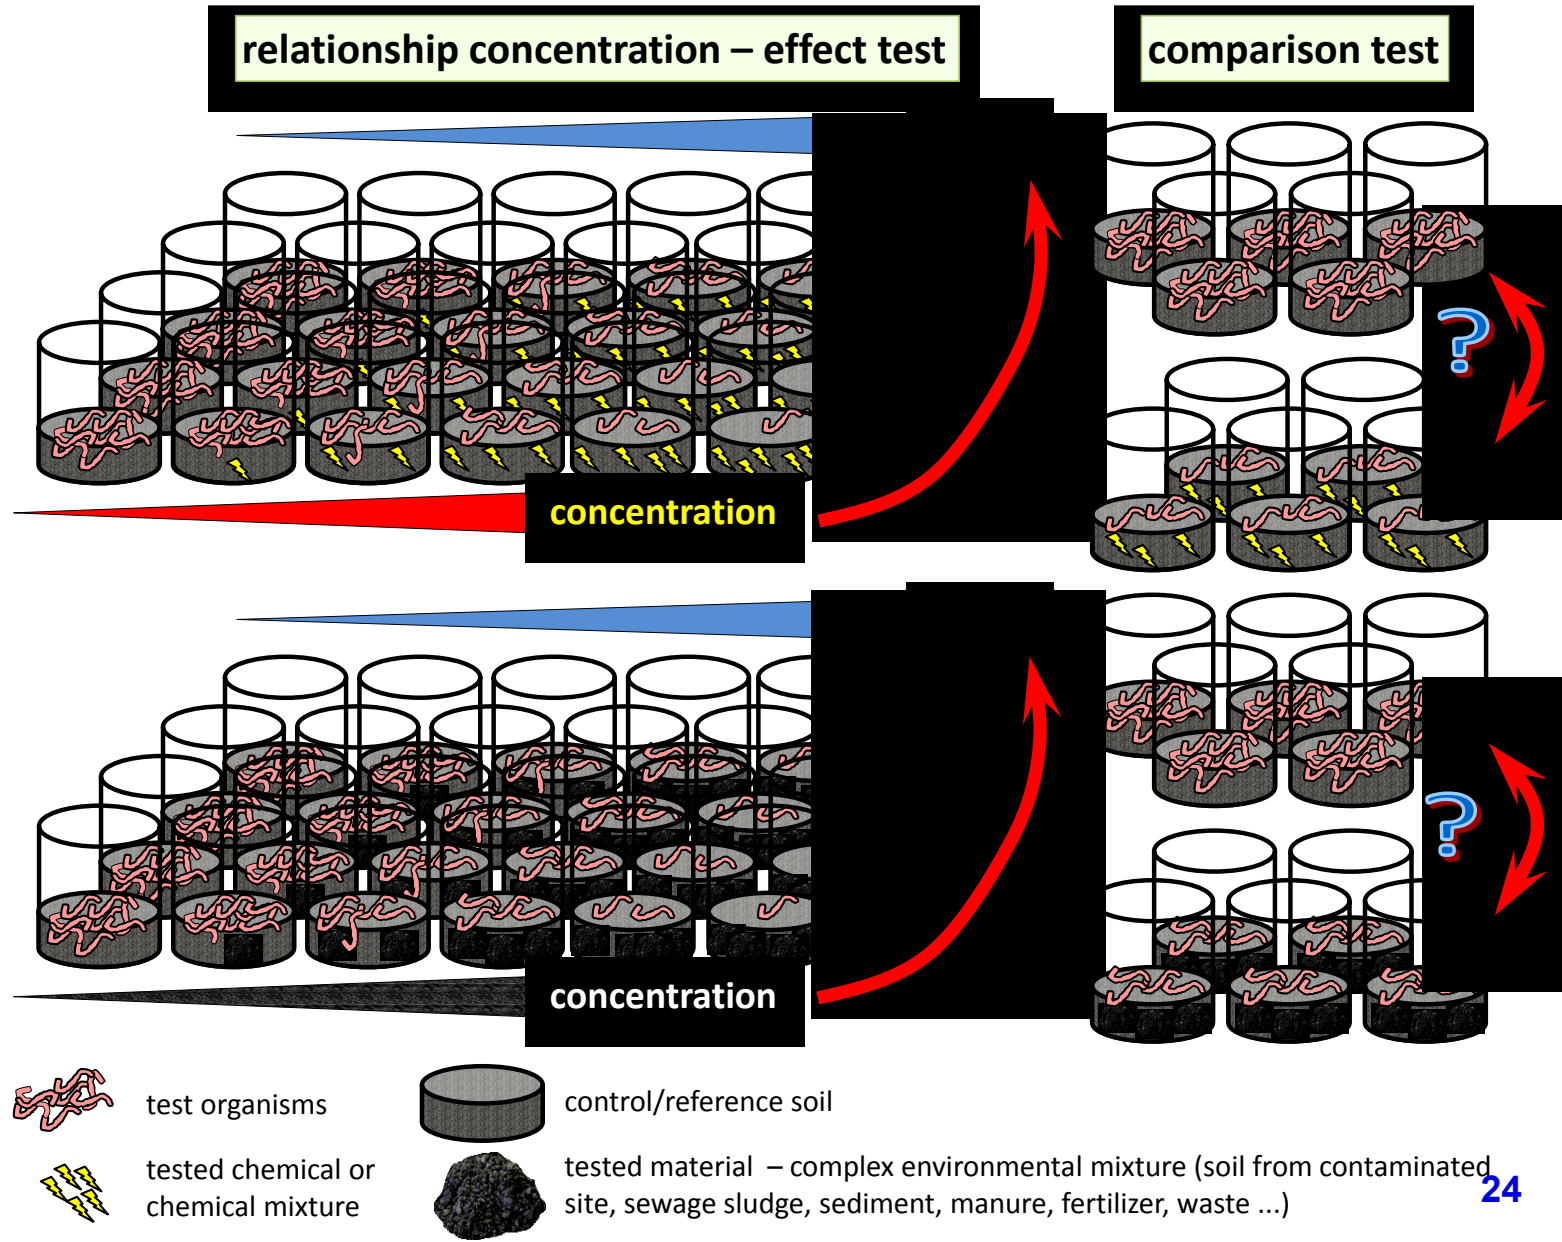 relationship concentration – effect test
comparison test
?
concentration
?
concentration
test organisms
control/reference soil
tested chemical or
chemical mixture
tested material – complex environmental mixture (soil from contaminated
site, sewage sludge, sediment, manure, fertilizer, waste ...)
24